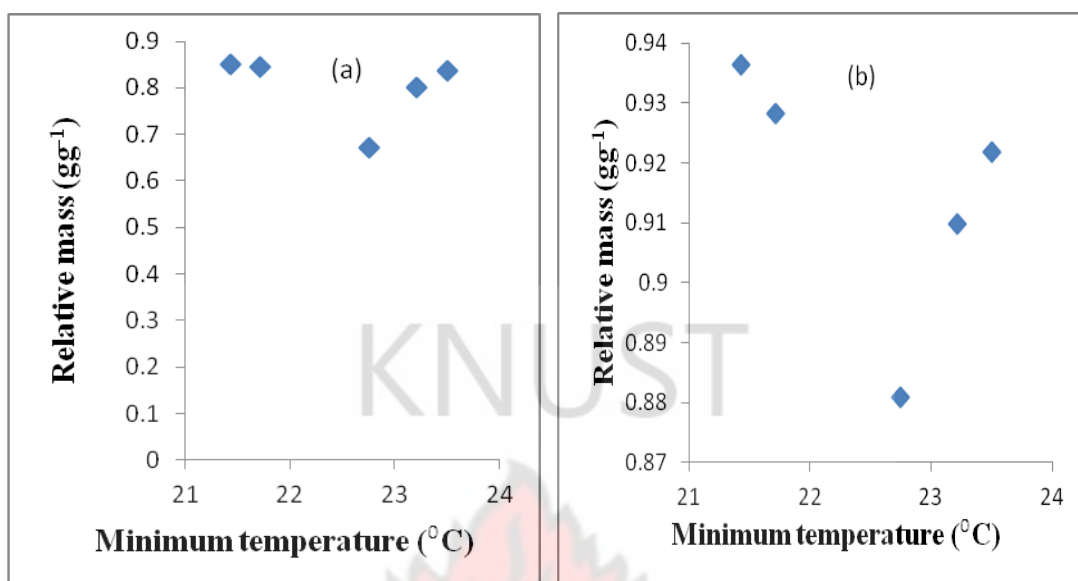 0.9
0.8
0.7
0.6
0.5
0.4
0.3
0.2
0.1
0
Relative mass (gg⁻¹)
(a)
21 22 23 24
Minimum temperature (⁰C)
0.94
0.93
0.92
0.91
0.9
0.89
0.88
0.87
Relative mass (gg⁻¹)
(b)
21 22 23 24
Minimum temperature (⁰C)
KNUST